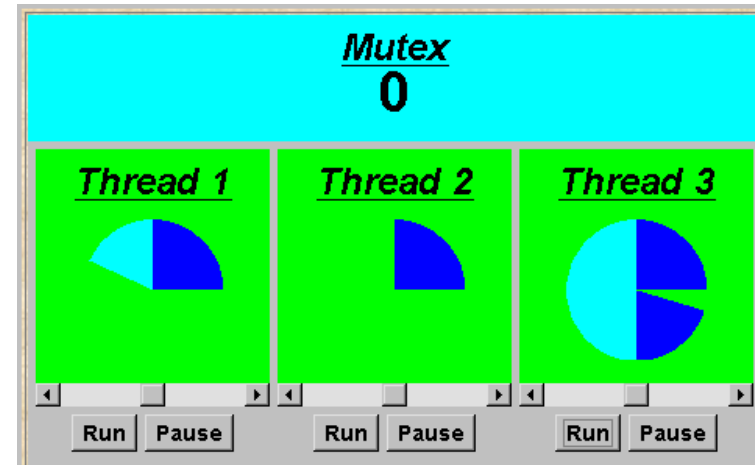 Mutex
0
Thread 1 Thread 2 Thread 3
Run Pause Run Pause Run Pause